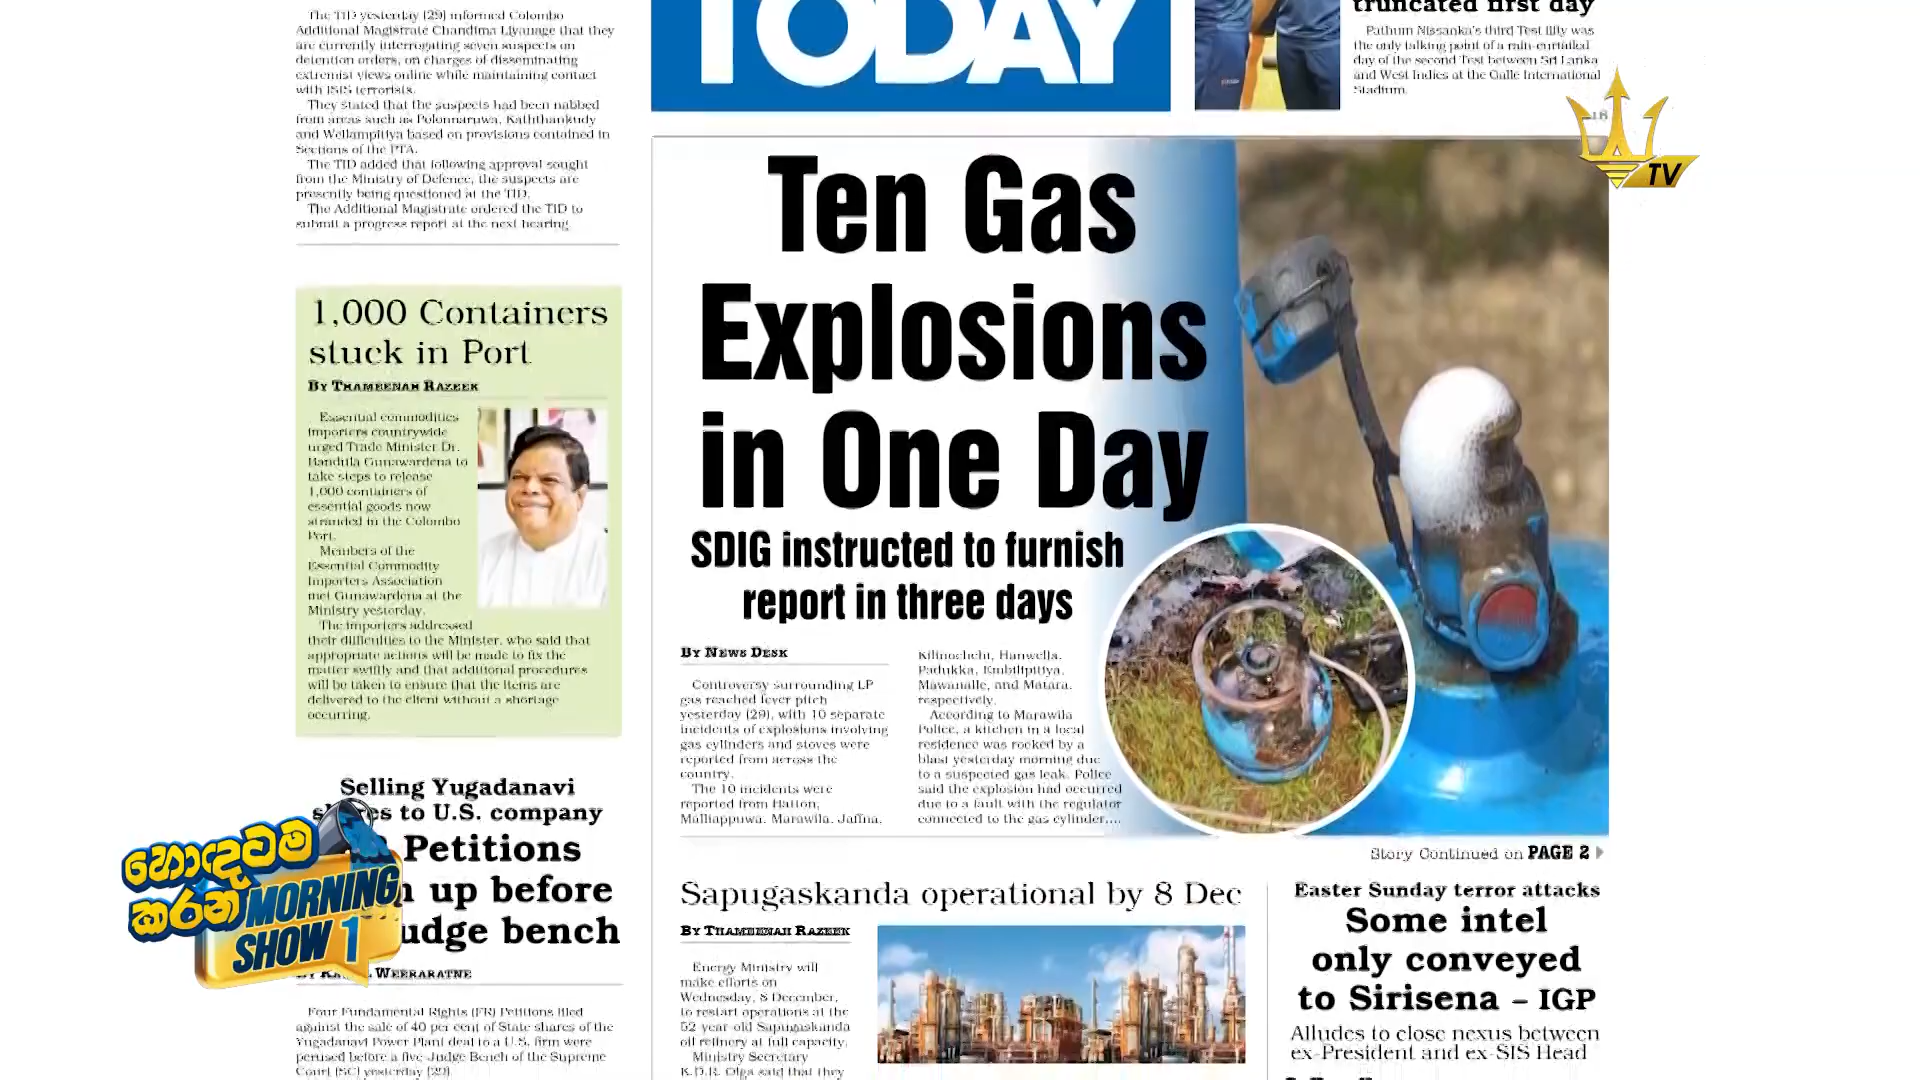 The TID yesterday (29) informed Colombo
Additional Magistrate Chandima Liyanage that they
are currently interrogating seven suspects on
detention orders, on charges of disseminating
extremist views online while maintaining contact
with ISIS terrorists.
They stated that the suspects had been nabbed
from areas such as Polonnaruwa, Kaththankudy
and Wellampitiya based on provisions contained in
Sections of the PTA.
The TID added that following approval sought
from the Ministry of Defence, the suspects are
presently being questioned at the TID.
The Additional Magistrate ordered the TID to
submit a progress report at the next hearing
1,000 Containers
stuck in Port
BY THAMEENAH RAZEEK
Essential commodities
importers countrywide
urged Trade Minister Dr.
Bandula Gunawardena to
take steps to release
1,000 containers of
essential goods now
stranded in the Colombo
Port.
Members of the
Essential Commodity
Importers Association
met Gunawardena at the
Ministry yesterday.
The importers addressed
their difficulties to the Minister, who said that
appropriate actions will be made to fix the
matter swiftly and that additional procedures
will be taken to ensure that the items are
delivered to the client without a shortage
occurring.
Selling Yugadanavi
to U.S. company
Petitions
up before
bench
WEERARATNE
Four Fundamental Rights (FR) Petitions filed
against the sale of 40 per cent of State shares of the
Yugadanavi Power Plant deal to a U.S. firm were
perused before a five-Judge Bench of the Supreme
Court (SC) yesterday (29)
TODAY
truncated first day
Pathum Nissanka's third Test fifty was
the only talking point of a rain-curtailed
day of the second Test between Sri Lanka
and West Indies at the Galle International
Stadium.
TV
Ten Gas
Explosions
in One Day
SDIG instructed to furnish
report in three days
BY NEWS DESK
Controversy surrounding LP
gas reached fever pitch
yesterday (29), with 10 separate
incidents of explosions involving
gas cylinders and stoves were
reported from across the
country.
The 10 incidents were
reported from Hatton,
Malliappuwa, Marawila, Jaffna,
Kilinochchi, Hanwella,
Padukka, Embilipitiya,
Mawanalle, and Matara,
respectively.
According to Marawila
Police, a kitchen in a local
residence was rocked by a
blast yesterday morning due
to a suspected gas leak. Police
said the explosion had occurred
due to a fault with the regulator
connected to the gas cylinder....
Story Continued on PAGE 2
Sapugaskanda operational by 8 Dec
BY THAMEENAH RAZEEK
Energy Ministry will
make efforts on
Wednesday, 8 December,
to restart operations at the
52-year-old Sapugaskanda
oil refinery at full capacity.
Ministry Secretary
K.D.R. Olga said that they
Easter Sunday terror attacks
Some intel
only conveyed
to Sirisena – IGP
Alludes to close nexus between
ex-President and ex-SIS Head
හොඳටම
කරන
MORNING
SHOW 1